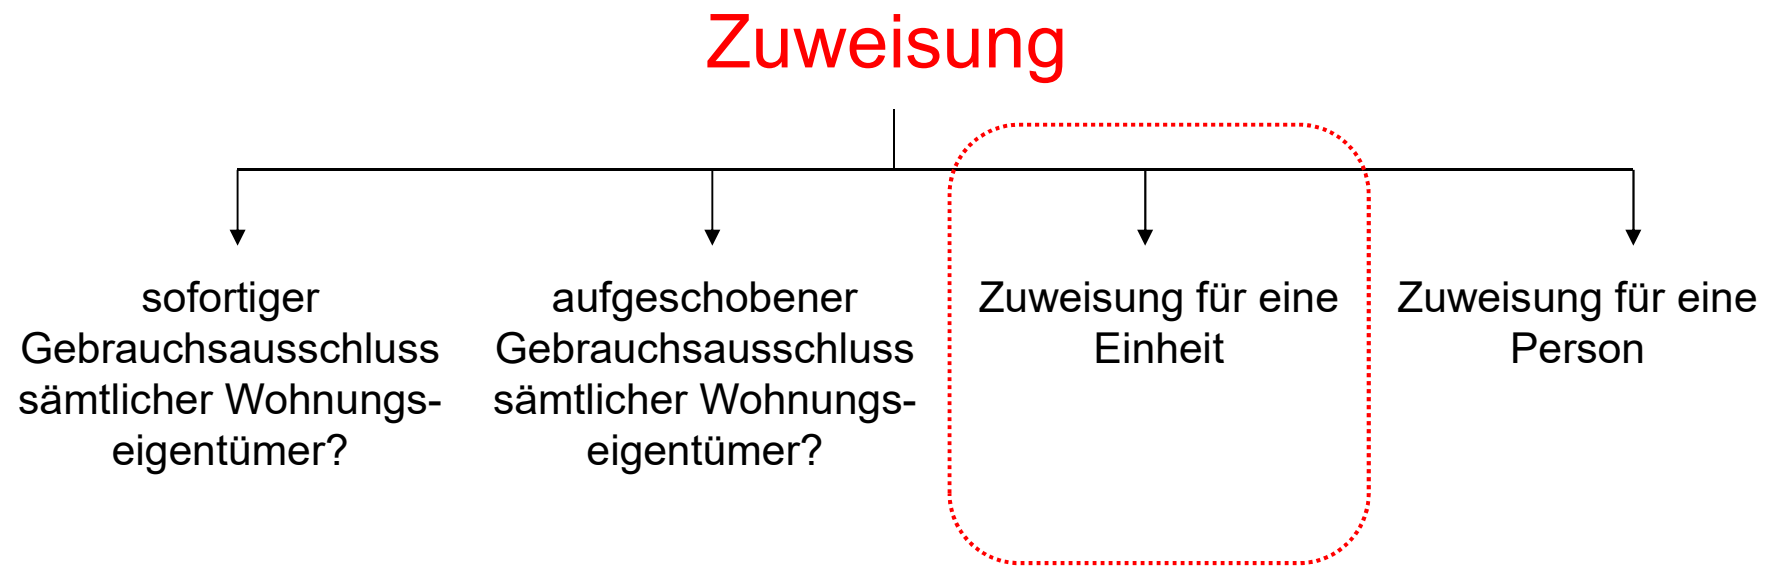 Zuweisung
sofortiger
Gebrauchsausschluss
sämtlicher Wohnungs-
eigentümer?
aufgeschobener
Gebrauchsausschluss
sämtlicher Wohnungs-
eigentümer?
Zuweisung für eine
Einheit
Zuweisung für eine
Person